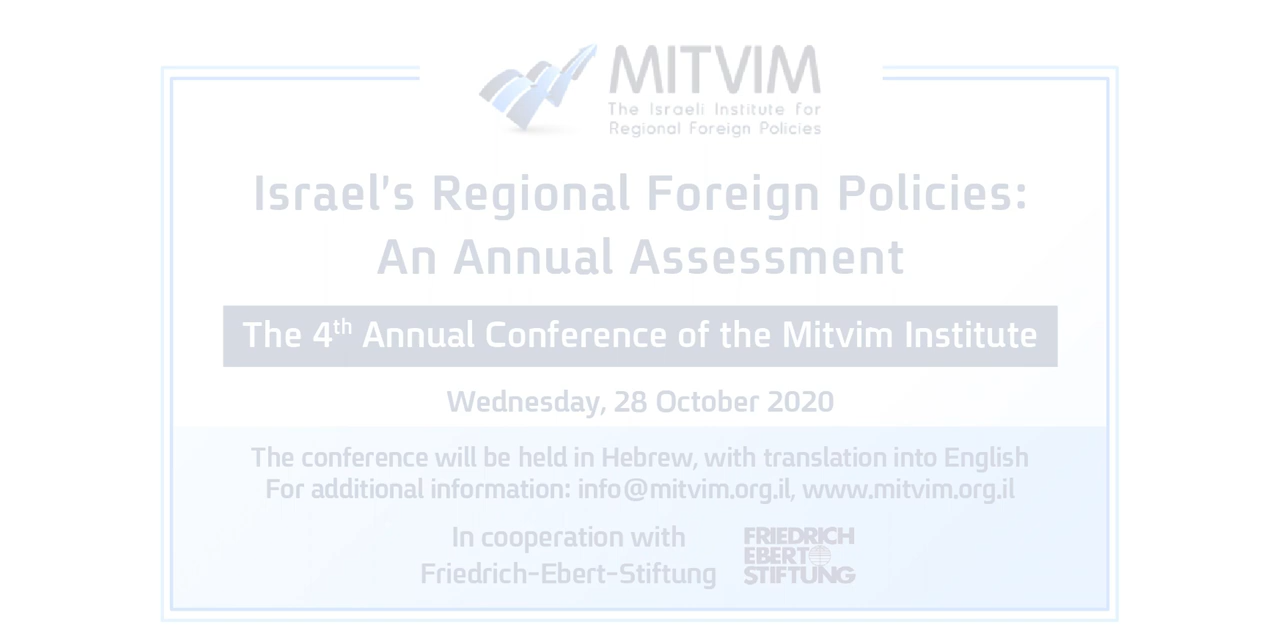 MITVIM
The Israeli Institute for
Regional Foreign Policies
Israel's Regional Foreign Policies:
An Annual Assessment
The 4th Annual Conference of the Mitvim Institute
Wednesday, 28 October 2020
The conference will be held in Hebrew, with translation into English
For additional information: info@mitvim.org.il, www.mitvim.org.il
In cooperation with
Friedrich-Ebert-Stiftung
FRIEDRICH
EBERT
STIFTUNG